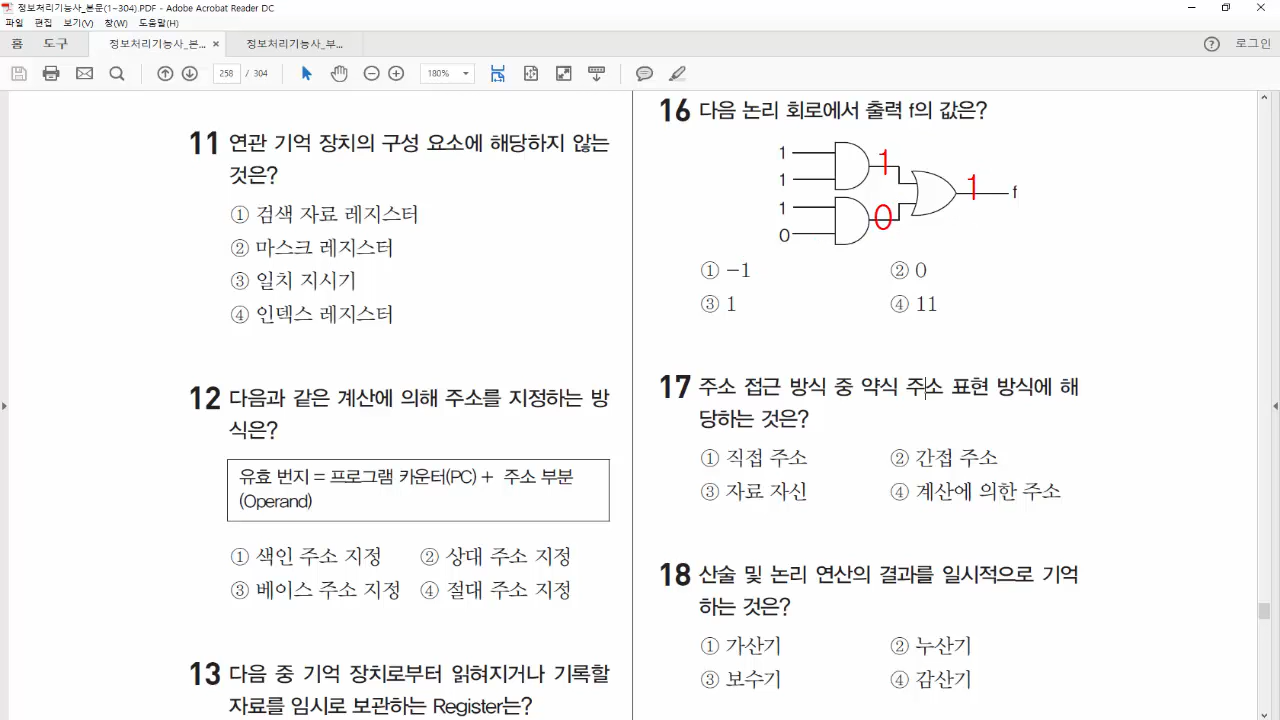 정보처리기능사_본문(1~304).PDF - Adobe Acrobat Reader DC
파일 편집 보기(V) 창(W) 도움말(H)
홈 도구 정보처리기능사_본... × 정보처리기능사_부... ? 로그인
258 / 304 180%
11 연관 기억 장치의 구성 요소에 해당하지 않는
것은?
① 검색 자료 레지스터
② 마스크 레지스터
③ 일치 지시기
④ 인덱스 레지스터
12 다음과 같은 계산에 의해 주소를 지정하는 방
식은?
유효 번지 = 프로그램 카운터(PC) + 주소 부분
(Operand)
① 색인 주소 지정 ② 상대 주소 지정
③ 베이스 주소 지정 ④ 절대 주소 지정
13 다음 중 기억 장치로부터 읽혀지거나 기록할
자료를 임시로 보관하는 Register는?
16 다음 논리 회로에서 출력 f의 값은?
1
1
1
0
1
0
1
f
① -1 ② 0
③ 1 ④ 11
17 주소 접근 방식 중 약식 주소 표현 방식에 해
당하는 것은?
① 직접 주소 ② 간접 주소
③ 자료 자신 ④ 계산에 의한 주소
18 산술 및 논리 연산의 결과를 일시적으로 기억
하는 것은?
① 가산기 ② 누산기
③ 보수기 ④ 감산기